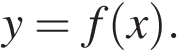 y = f(x).